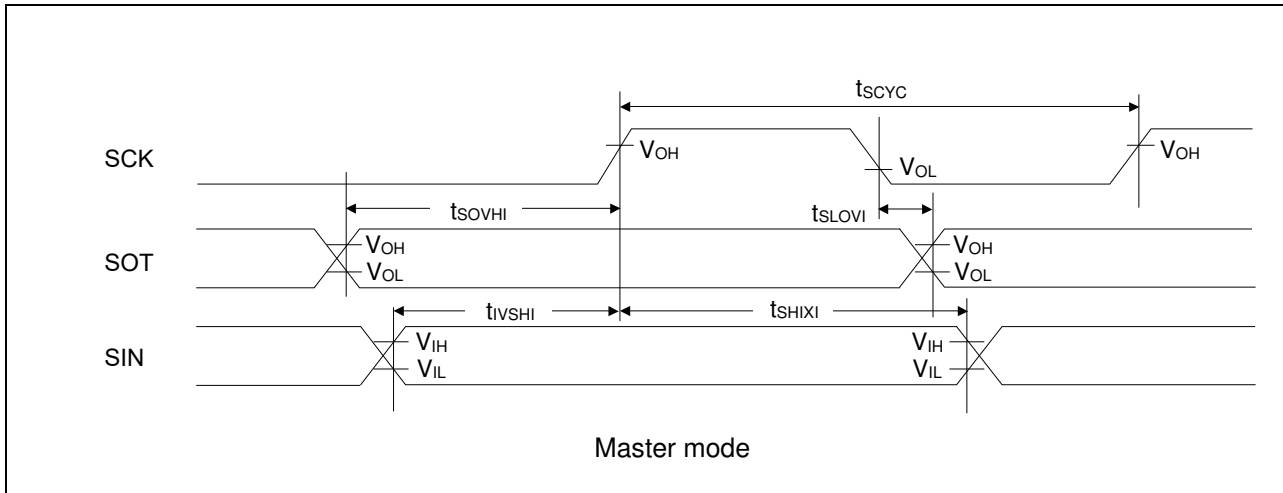 tSCYC
SCK
VOH
VOL
VOH
tSOVHI
tSLOVI
SOT
VOH
VOL
VOH
VOL
tIVSHI
tSHIXI
SIN
VIH
VIL
VIH
VIL
Master mode